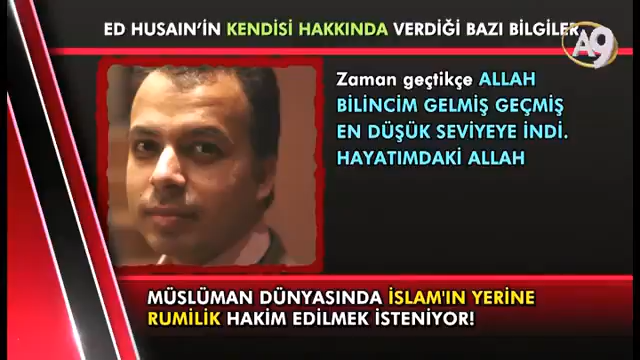 ED HUSAIN'İN KENDİSİ HAKKINDA VERDİĞİ BAZI BİLGİLER
A9
Zaman geçtikçe ALLAH
BİLİNCİM GELMİŞ GEÇMİŞ
EN DÜŞÜK SEVİYEYE İNDİ.
HAYATIMDAKİ ALLAH
MÜSLÜMAN DÜNYASINDA İSLAM'IN YERİNE
RUMİLİK HAKİM EDİLMEK İSTENİYOR!